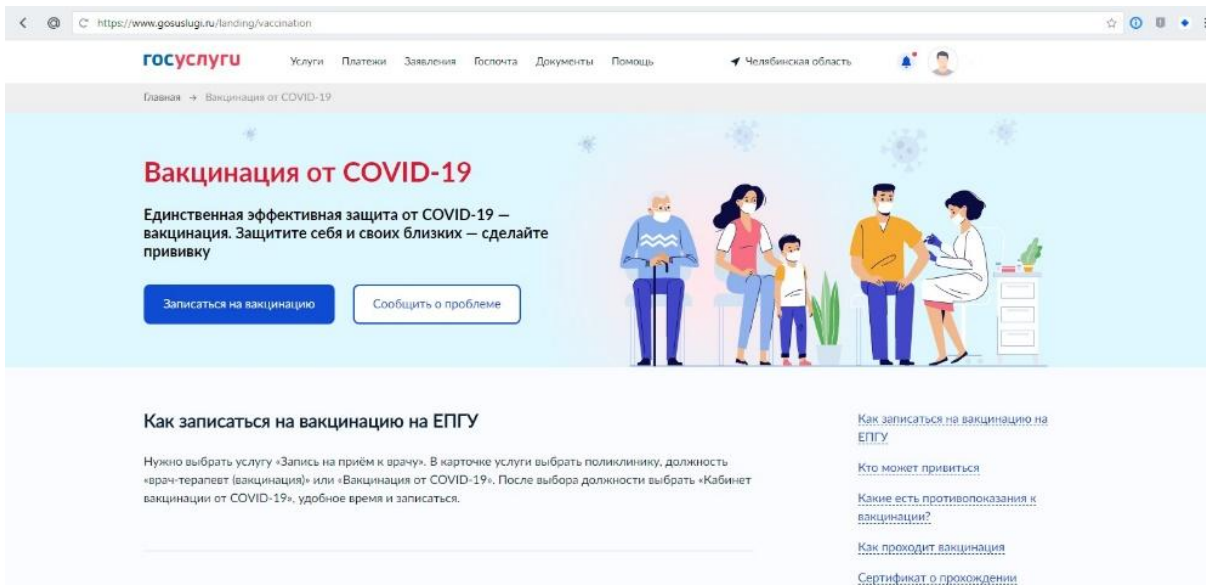 https://www.gosuslugi.ru/landing/vaccination
госуслуги Услуги Платежи Заявления Госпочта Документы Помощь Челябинская область
Главная → Вакцинация от COVID-19
Вакцинация от COVID-19
Единственная эффективная защита от COVID-19 —
вакцинация. Защитите себя и своих близких — сделайте
прививку
Записаться на вакцинацию Сообщить о проблеме
Как записаться на вакцинацию на ЕПГУ
Нужно выбрать услугу «Запись на приём к врачу». В карточке услуги выбрать поликлинику, должность
«врач-терапевт (вакцинация)» или «Вакцинация от COVID-19». После выбора должности выбрать «Кабинет
вакцинации от COVID-19», удобное время и записаться.
Как записаться на вакцинацию на
ЕПГУ
Кто может привиться
Какие есть противопоказания к
вакцинации?
Как проходит вакцинация
Сертификат о прохождении